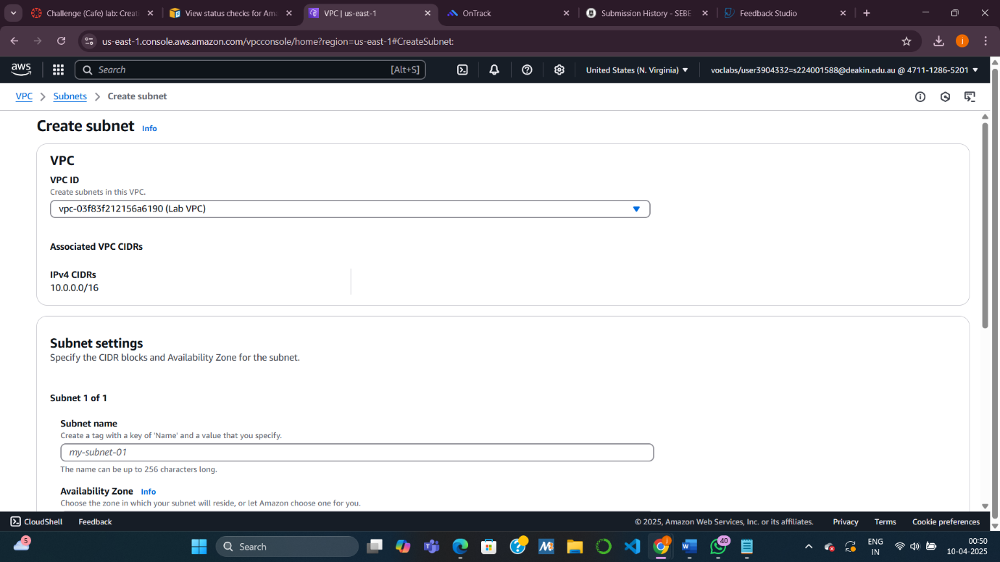 Challenge (Cafe) lab: Creat
View status checks for Ama
VPC | us-east-1
OnTrack
Submission History - SEBE
Feedback Studio
us-east-1.console.aws.amazon.com/vpcconsole/home?region=us-east-1#CreateSubnet:
j
aws
Search
[Alt+S]
United States (N. Virginia)
voclabs/user3904332=s224001588@deakin.edu.au @ 4711-1286-5201
VPC
Subnets
Create subnet
Create subnet Info
VPC
VPC ID
Create subnets in this VPC.
vpc-03f83f212156a6190 (Lab VPC)
Associated VPC CIDRs
IPv4 CIDRs
10.0.0.0/16
Subnet settings
Specify the CIDR blocks and Availability Zone for the subnet.
Subnet 1 of 1
Subnet name
Create a tag with a key of 'Name' and a value that you specify.
my-subnet-01
The name can be up to 256 characters long.
Availability Zone Info
Choose the zone in which your subnet will reside, or let Amazon choose one for you.
CloudShell
Feedback
© 2025, Amazon Web Services, Inc. or its affiliates.
Privacy
Terms
Cookie preferences
5
Search
j
40
ENG
IN
00:50
10-04-2025